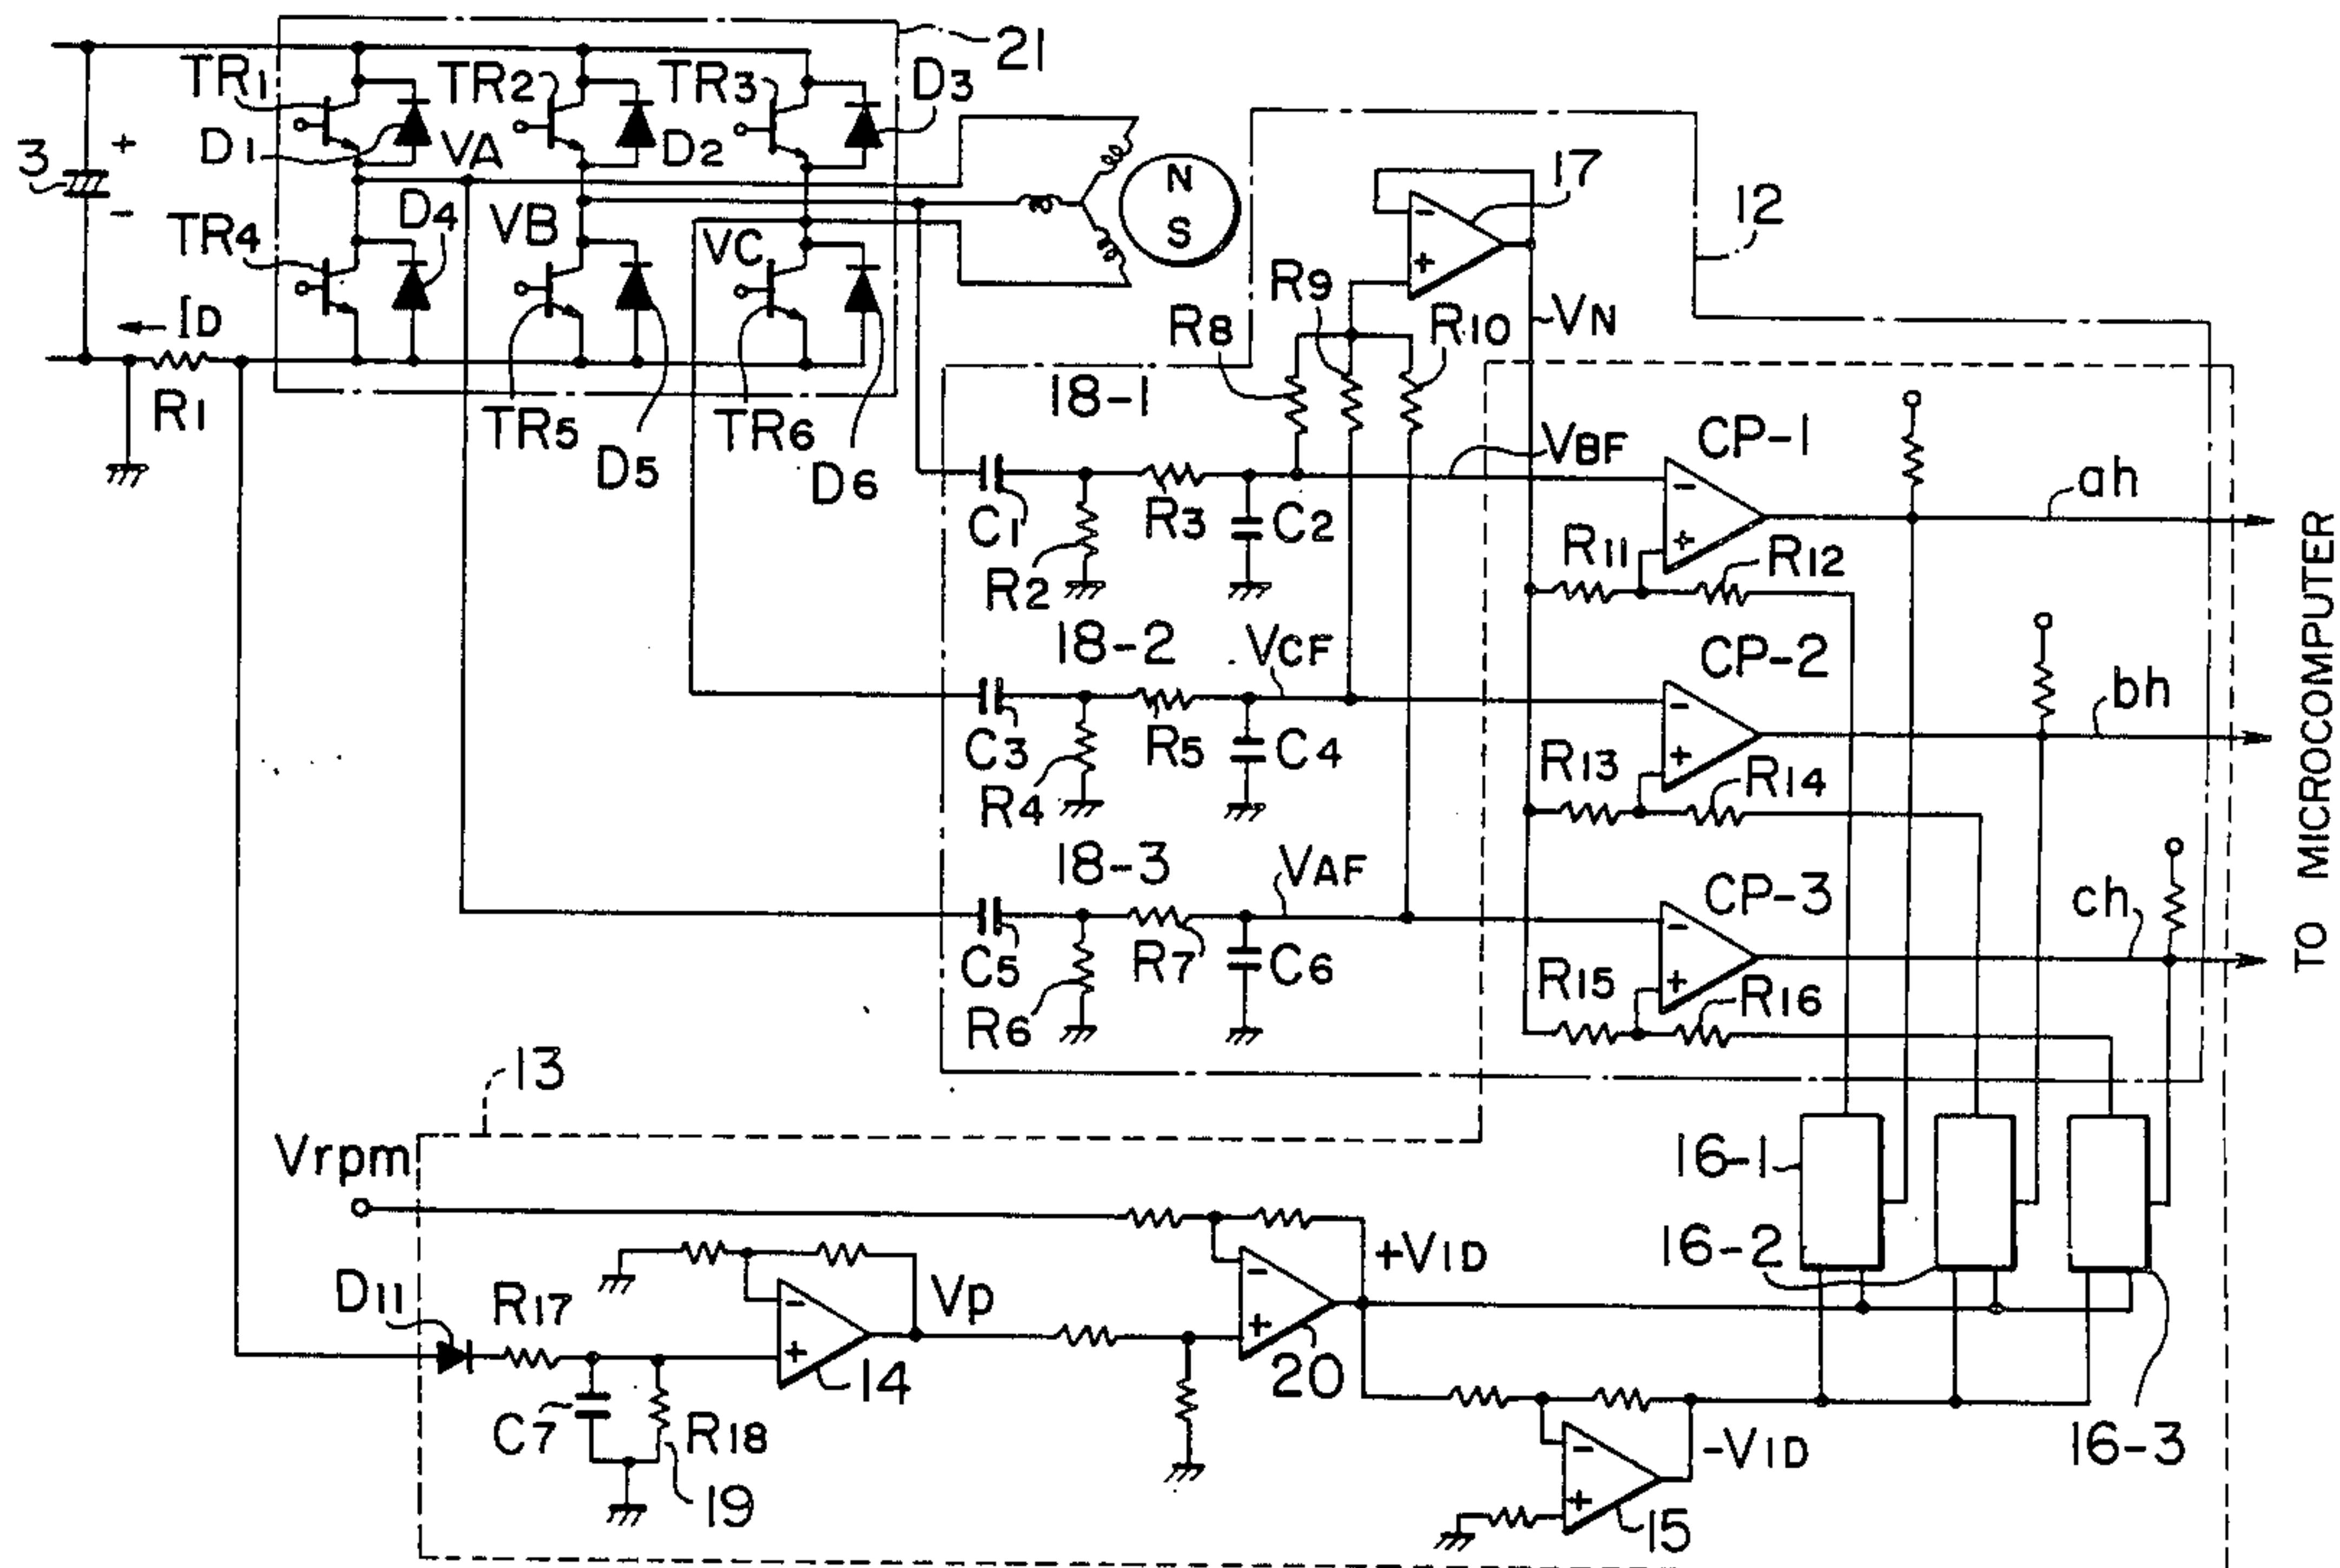 21
TR1
TR2
TR3
D3
D1
VA
D2
3
+
−
N
S
17
12
TR4
D4
VB
VC
ID
R1
TR5
D5
TR6
D6
R8
R9
R10
VN
−
+
18-1
VBF
CP-1
ah
C1
R2
R3
C2
−
+
R11
R12
18-2
VCF
CP-2
bh
C3
R4
R5
C4
−
+
R13
R14
18-3
VAF
CP-3
ch
C5
R6
R7
C6
−
+
R15
R16
TO MICROCOMPUTER
13
Vrpm
16-1
16-2
16-3
D11
R17
C7
R18
19
−
+
14
Vp
−
+
20
+VID
−VID
−
+
15